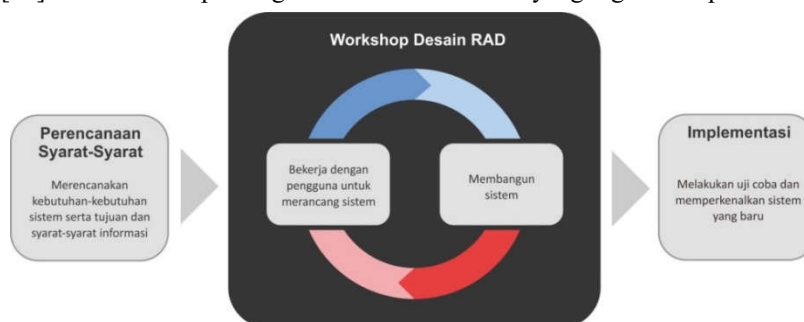 Workshop Desain RAD
Perencanaan
Syarat-Syarat
Merencanakan
kebutuhan-kebutuhan
sistem serta tujuan dan
syarat-syarat informasi
Bekerja dengan
pengguna untuk
merancang sistem
Membangun
sistem
Implementasi
Melakukan uji coba dan
memperkenalkan sistem
yang baru